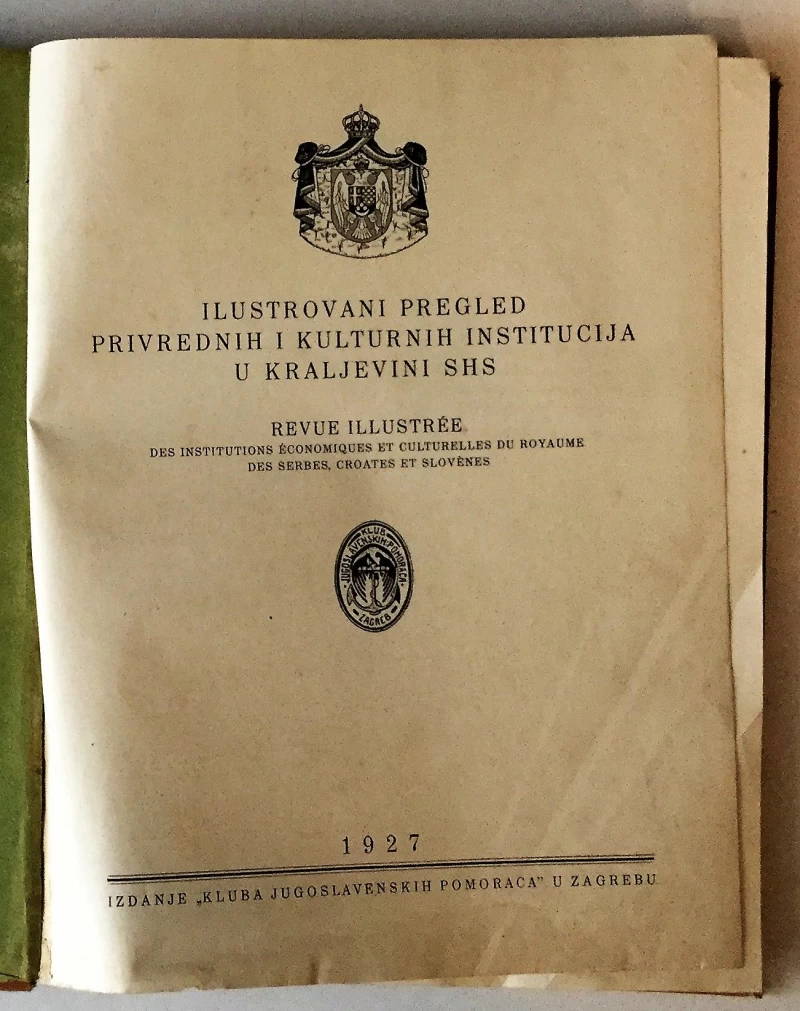 ILUSTROVANI PREGLED
PRIVREDNIH I KULTURNIH INSTITUCIJA
U KRALJEVINI SHS
REVUE ILLUSTRÉE
DES INSTITUTIONS ÉCONOMIQUES ET CULTURELLES DU ROYAUME
DES SERBES, CROATES ET SLOVÈNES
KLUB
JUGOSLAVENSKIH·POMORACA
ZAGREB
1927
IZDANJE „KLUBA JUGOSLAVENSKIH POMORACA” U ZAGREBU